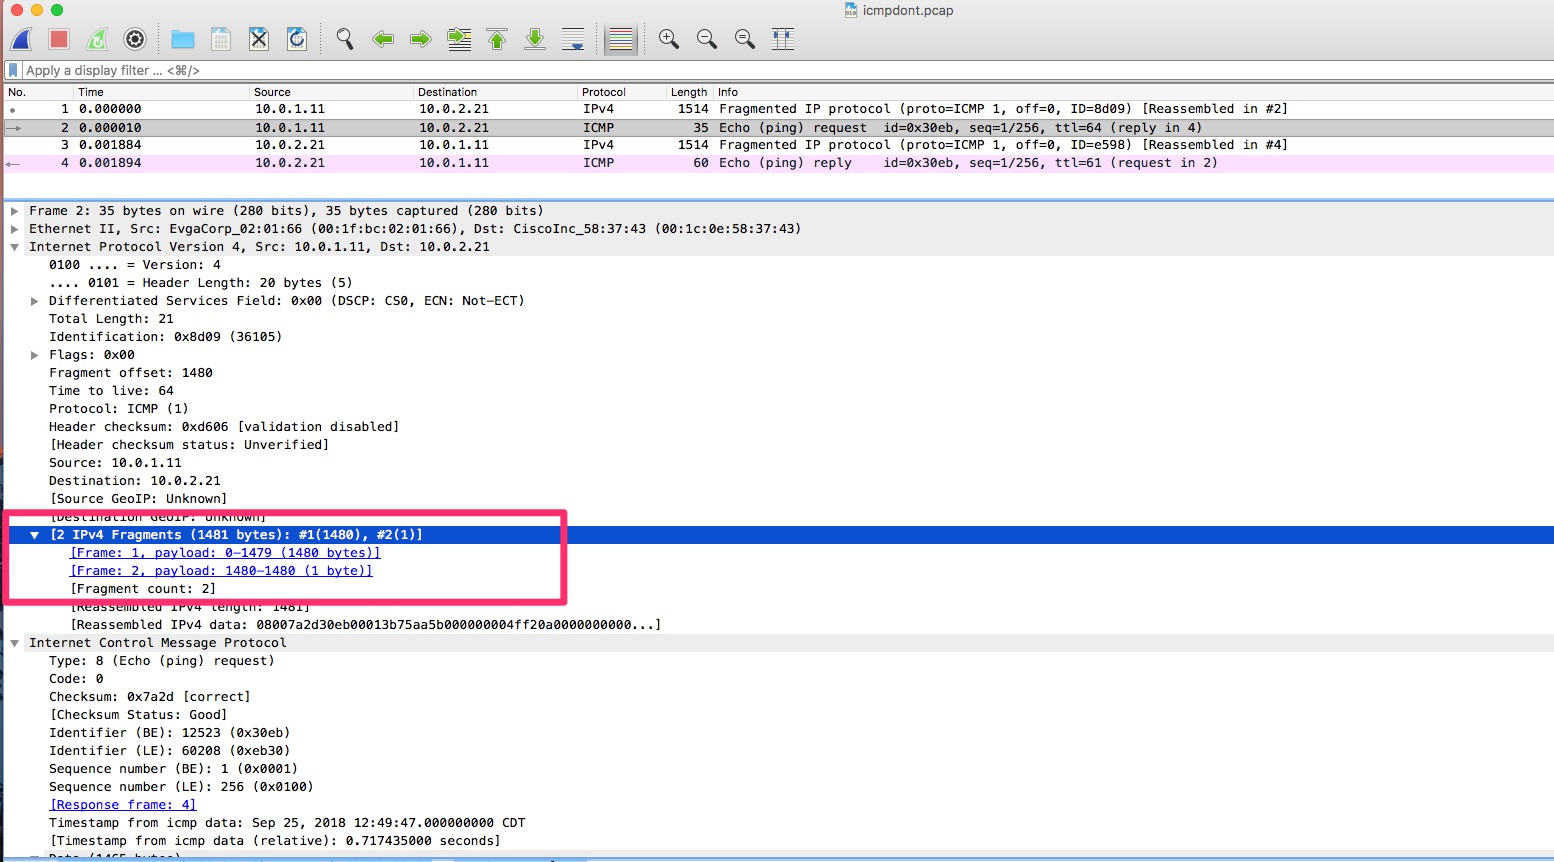 icmpdont.pcap
Apply a display filter ... <⌘/>
No. Time Source Destination Protocol Length Info
1 0.000000 10.0.1.11 10.0.2.21 IPv4 1514 Fragmented IP protocol (proto=ICMP 1, off=0, ID=8d09) [Reassembled in #2]
2 0.000010 10.0.1.11 10.0.2.21 ICMP 35 Echo (ping) request id=0x30eb, seq=1/256, ttl=64 (reply in 4)
3 0.001884 10.0.2.21 10.0.1.11 IPv4 1514 Fragmented IP protocol (proto=ICMP 1, off=0, ID=e598) [Reassembled in #4]
4 0.001894 10.0.2.21 10.0.1.11 ICMP 60 Echo (ping) reply id=0x30eb, seq=1/256, ttl=61 (request in 2)
Frame 2: 35 bytes on wire (280 bits), 35 bytes captured (280 bits)
Ethernet II, Src: EvgaCorp_02:01:66 (00:1f:bc:02:01:66), Dst: CiscoInc_58:37:43 (00:1c:0e:58:37:43)
Internet Protocol Version 4, Src: 10.0.1.11, Dst: 10.0.2.21
0100 .... = Version: 4
.... 0101 = Header Length: 20 bytes (5)
Differentiated Services Field: 0x00 (DSCP: CS0, ECN: Not-ECT)
Total Length: 21
Identification: 0x8d09 (36105)
Flags: 0x00
Fragment offset: 1480
Time to live: 64
Protocol: ICMP (1)
Header checksum: 0xd606 [validation disabled]
[Header checksum status: Unverified]
Source: 10.0.1.11
Destination: 10.0.2.21
[Source GeoIP: Unknown]
[Destination GeoIP: Unknown]
[2 IPv4 Fragments (1481 bytes): #1(1480), #2(1)]
[Frame: 1, payload: 0-1479 (1480 bytes)]
[Frame: 2, payload: 1480-1480 (1 byte)]
[Fragment count: 2]
[Reassembled IPv4 length: 1481]
[Reassembled IPv4 data: 08007a2d30eb00013b75aa5b000000004ff20a0000000000...]
Internet Control Message Protocol
Type: 8 (Echo (ping) request)
Code: 0
Checksum: 0x7a2d [correct]
[Checksum Status: Good]
Identifier (BE): 12523 (0x30eb)
Identifier (LE): 60208 (0xeb30)
Sequence number (BE): 1 (0x0001)
Sequence number (LE): 256 (0x0100)
[Response frame: 4]
Timestamp from icmp data: Sep 25, 2018 12:49:47.000000000 CDT
[Timestamp from icmp data (relative): 0.717435000 seconds]
Data (1465 bytes)